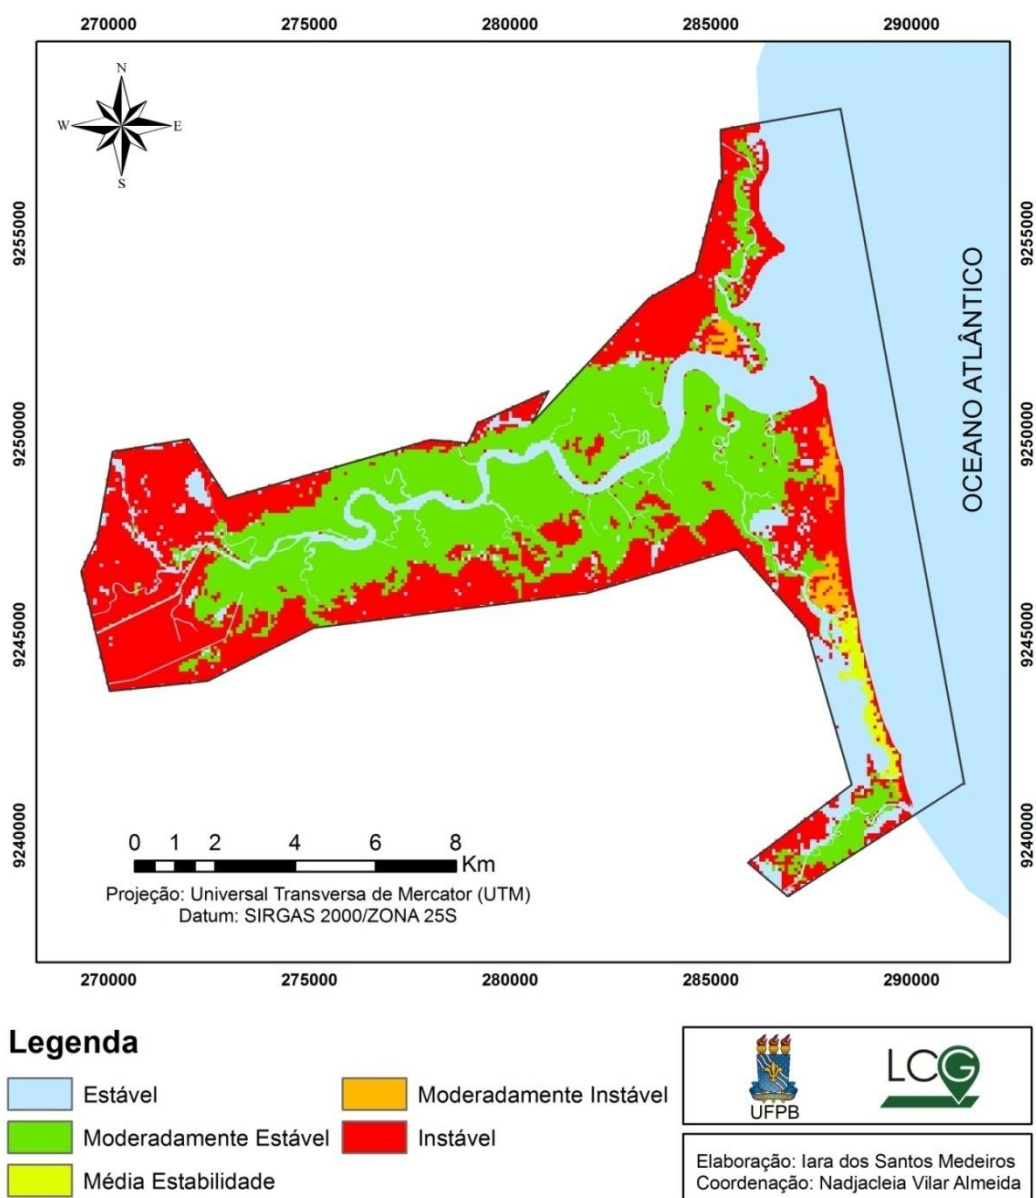 270000 275000 280000 285000 290000
N
W E
S
9255000 9255000
OCEANO ATLÂNTICO
9250000 9250000
9245000 9245000
9240000 9240000
0 1 2 4 6 8
Km
Projeção: Universal Transversa de Mercator (UTM)
Datum: SIRGAS 2000/ZONA 25S
270000 275000 280000 285000 290000
Legenda
Estável
Moderadamente Estável
Média Estabilidade
Moderadamente Instável
Instável
UFPB
LCG
Elaboração: Iara dos Santos Medeiros
Coordenação: Nadjacleia Vilar Almeida